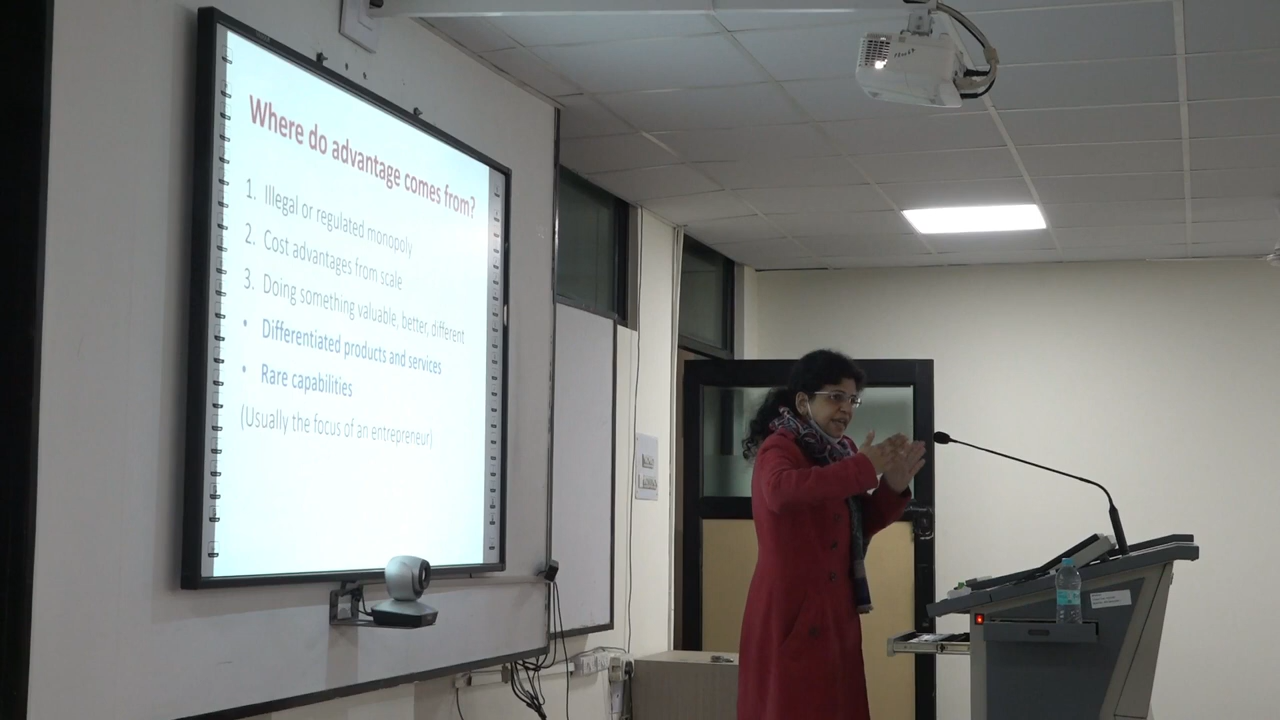 Where do advantage comes from?
1. Illegal or regulated monopoly
2. Cost advantages from scale
3. Doing something valuable, better, different
• Differentiated products and services
• Rare capabilities
(Usually the focus of an entrepreneur)